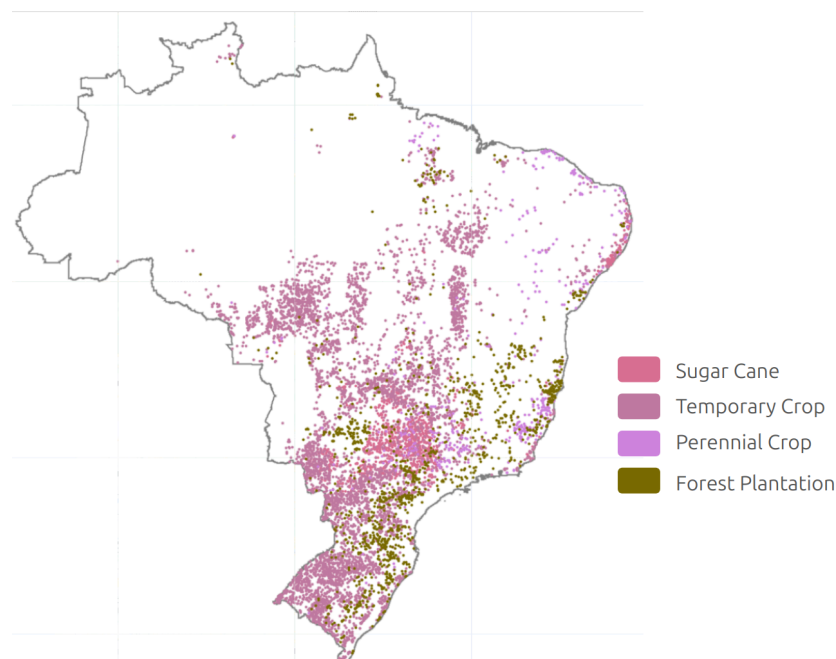 Sugar Cane
Temporary Crop
Perennial Crop
Forest Plantation